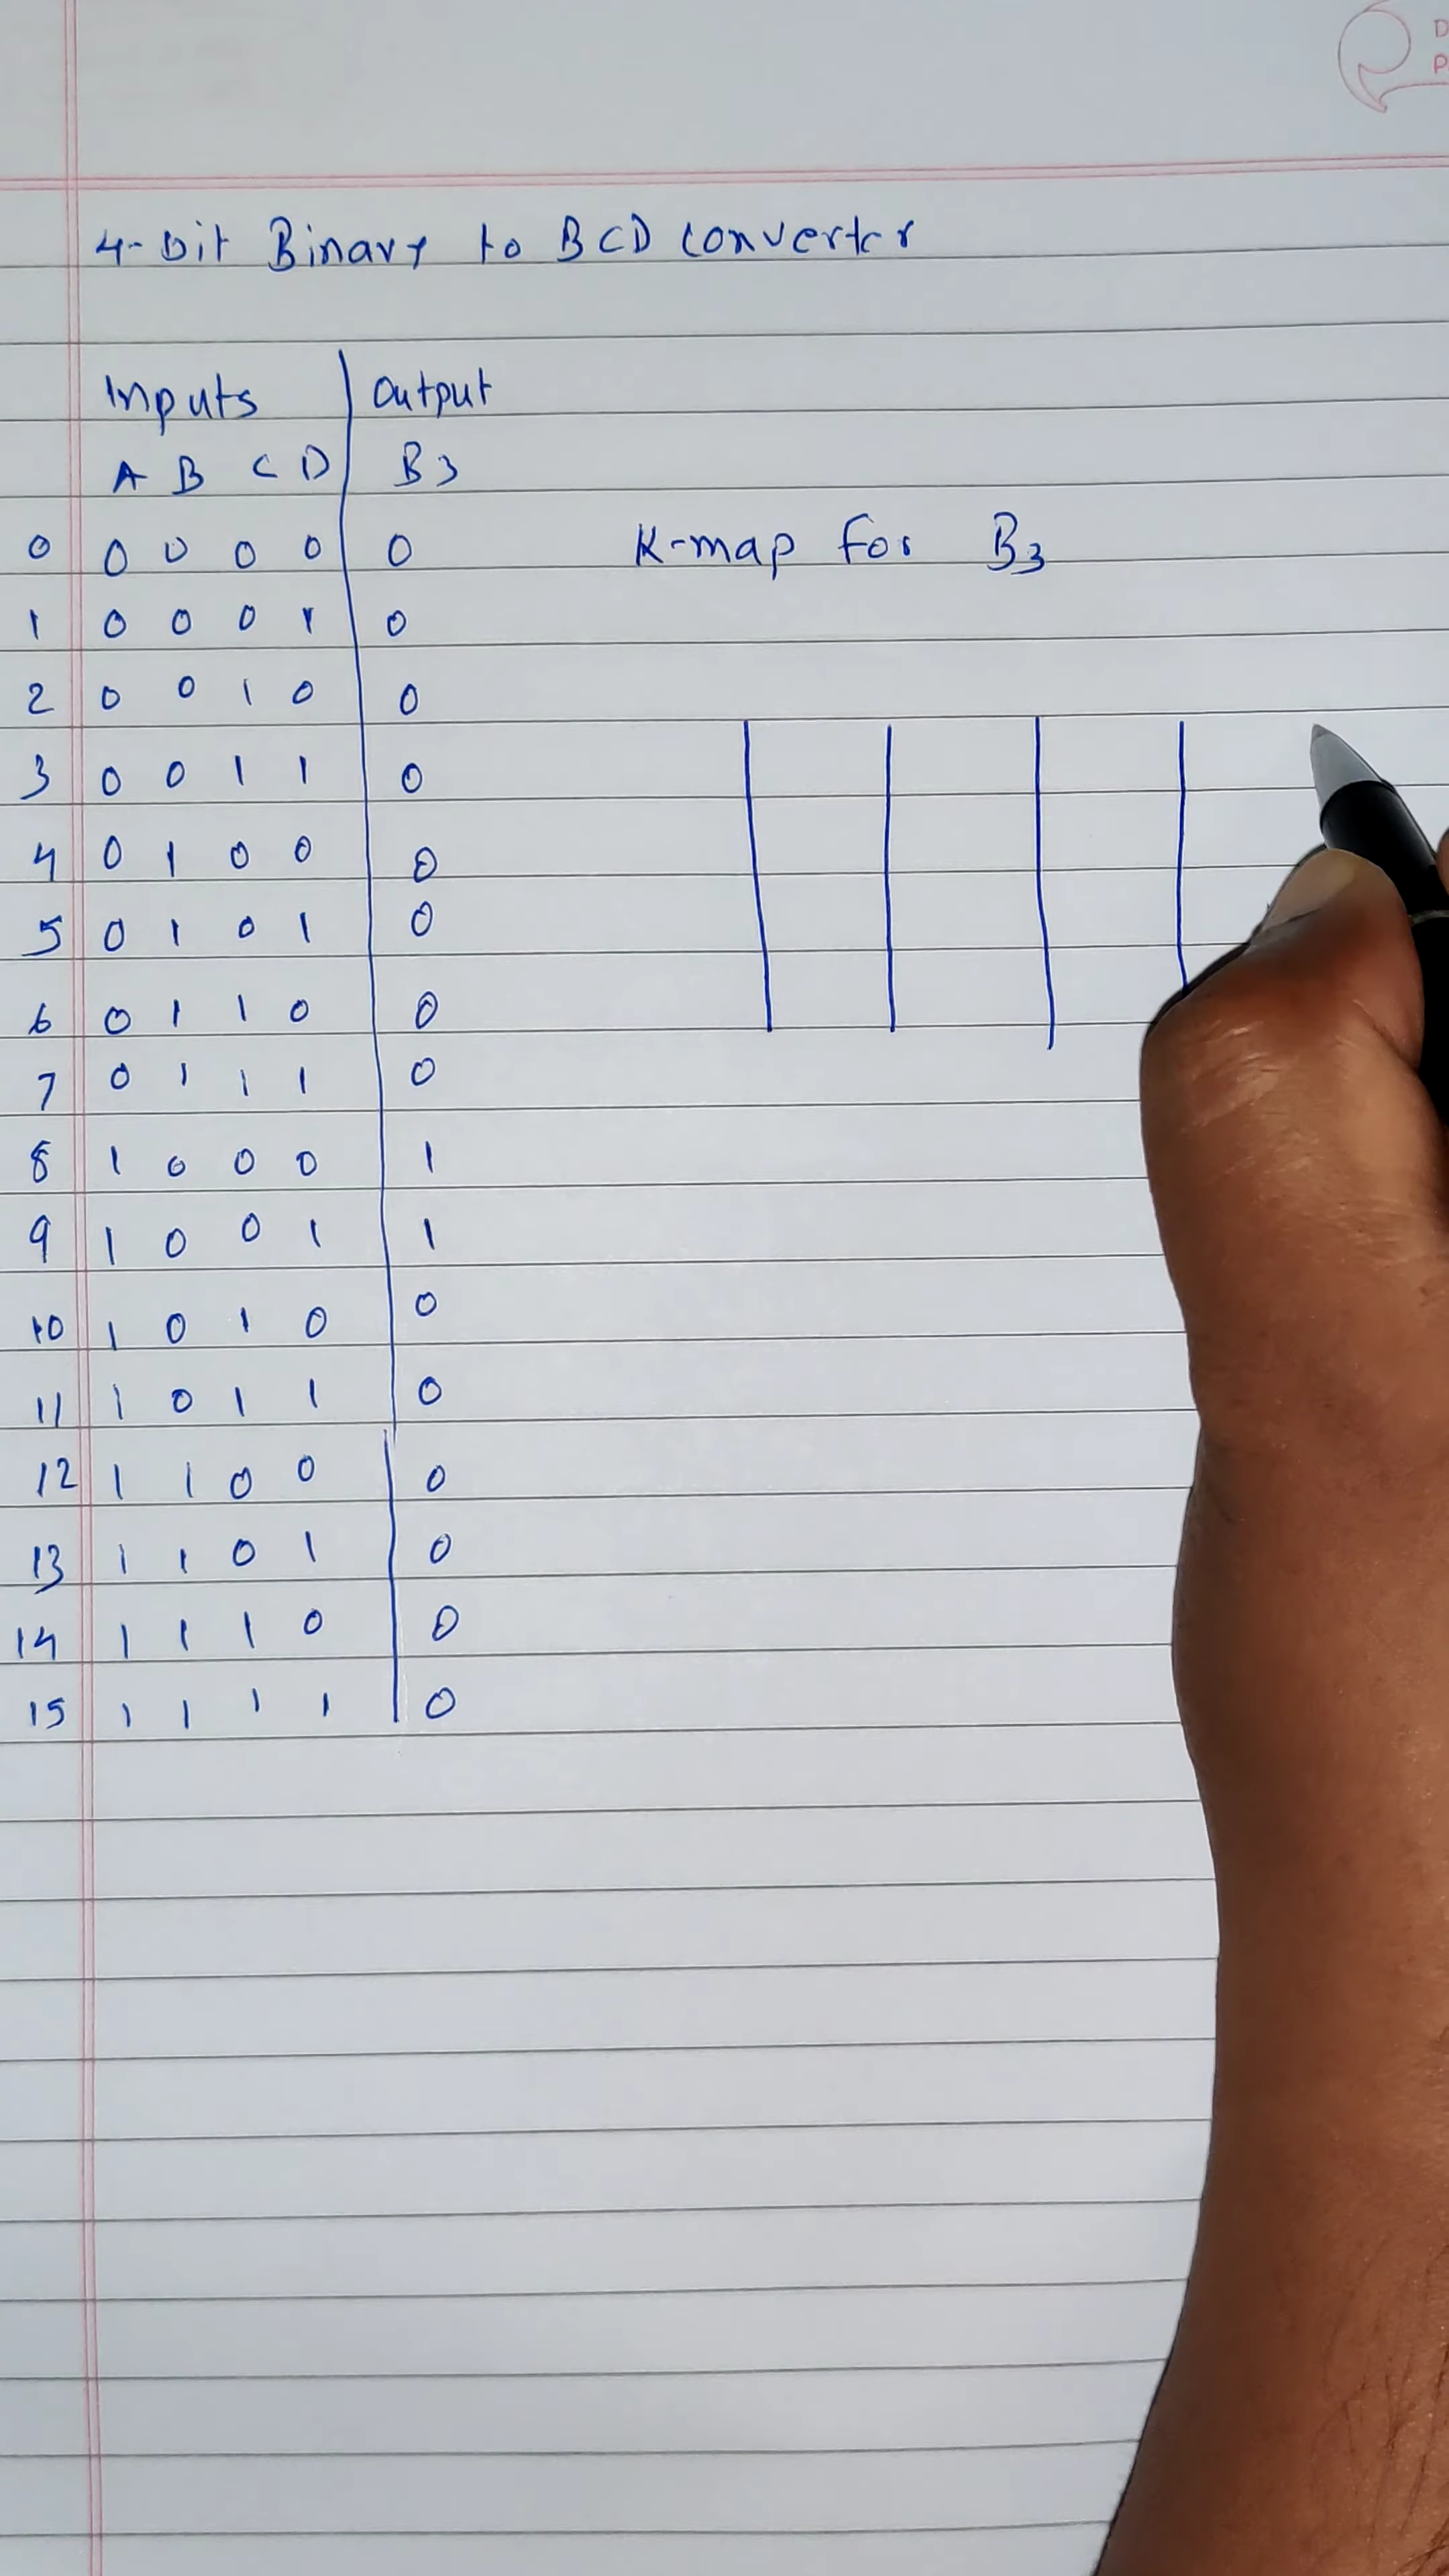 D
P
4-bit Binary to BCD converter
Inputs Output
A B C D B3
0 0 0 0 0 0 K-map for B3
1 0 0 0 1 0
2 0 0 1 0 0
3 0 0 1 1 0
4 0 1 0 0 0
5 0 1 0 1 0
6 0 1 1 0 0
7 0 1 1 1 0
8 1 0 0 0 1
9 1 0 0 1 1
10 1 0 1 0 0
11 1 0 1 1 0
12 1 1 0 0 0
13 1 1 0 1 0
14 1 1 1 0 0
15 1 1 1 1 0